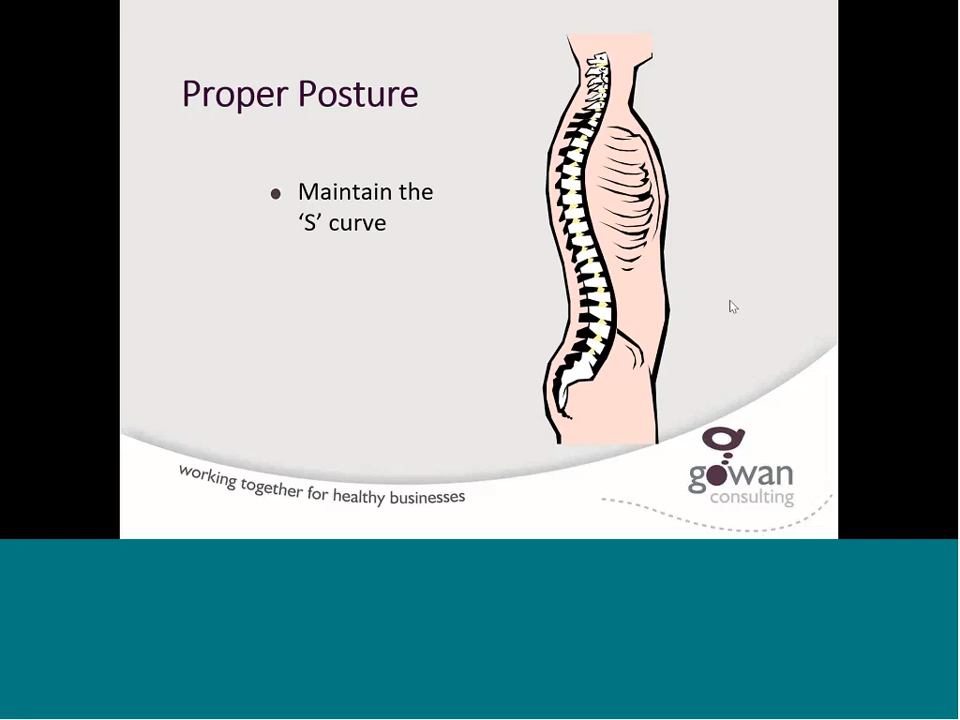 Proper Posture
● Maintain the
‘S’ curve
working together for healthy businesses
gowan
consulting